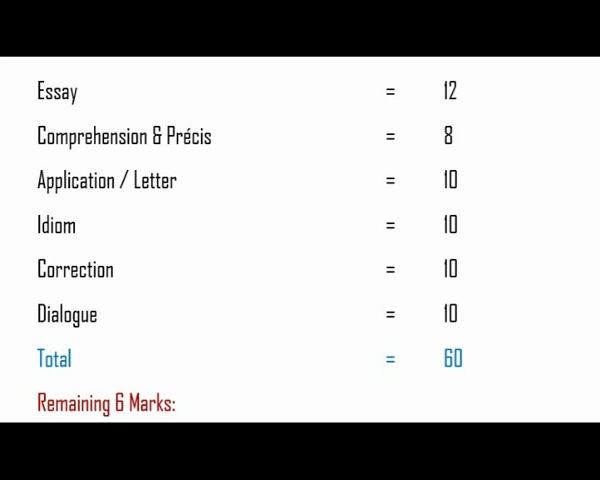 Essay = 12
Comprehension & Précis = 8
Application / Letter = 10
Idiom = 10
Correction = 10
Dialogue = 10
Total = 60
Remaining 6 Marks: